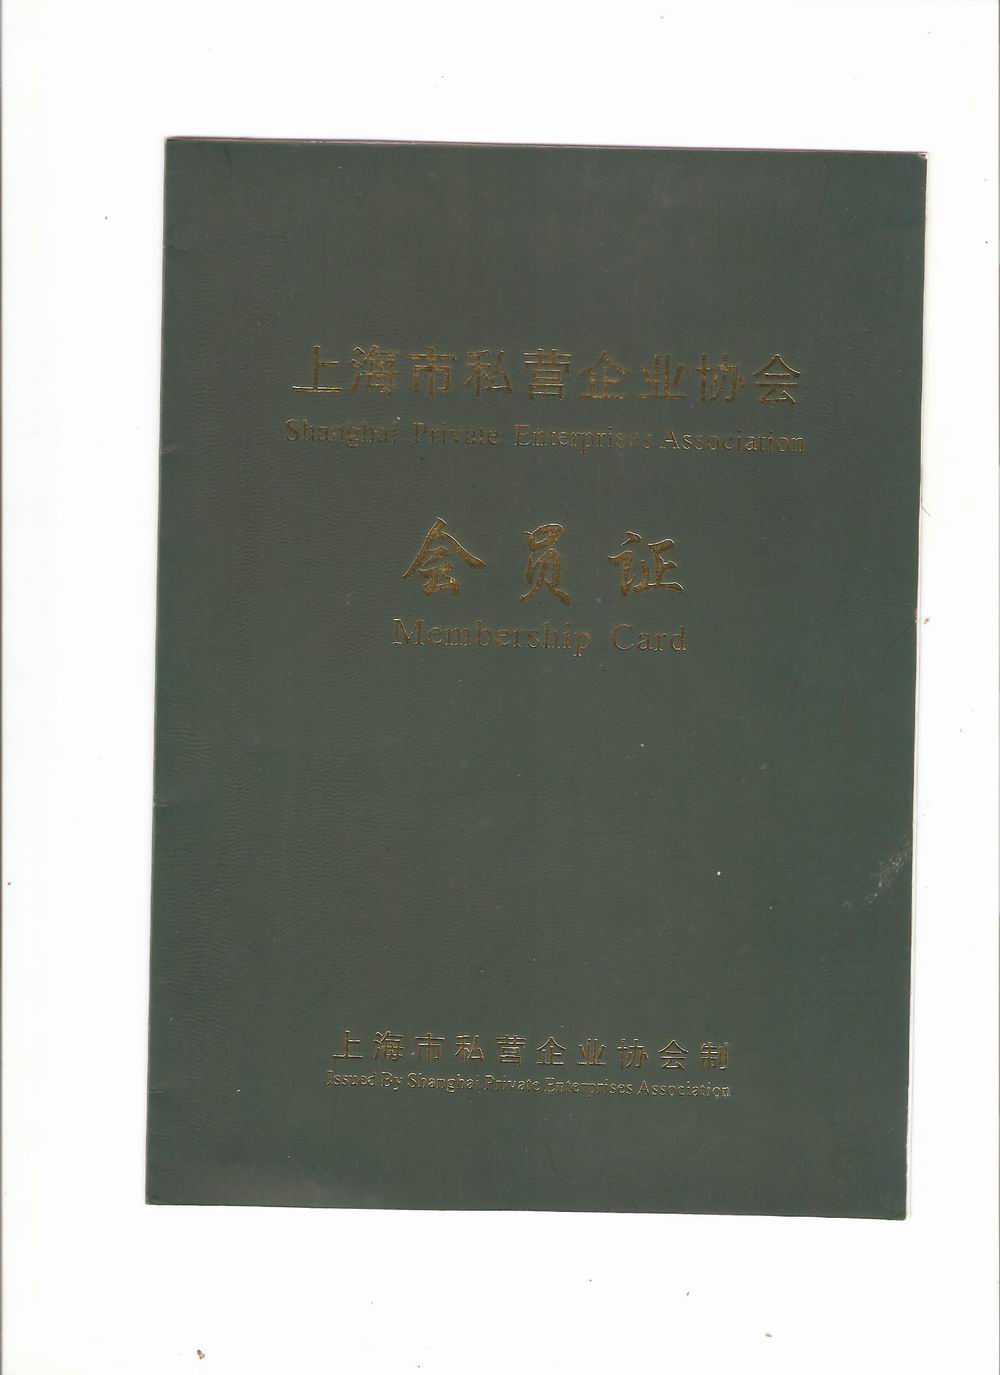 上海市私营企业协会
Shanghai Private Enterprises Association
会员证
Membership Card
上海市私营企业协会制
Issued By Shanghai Private Enterprises Association